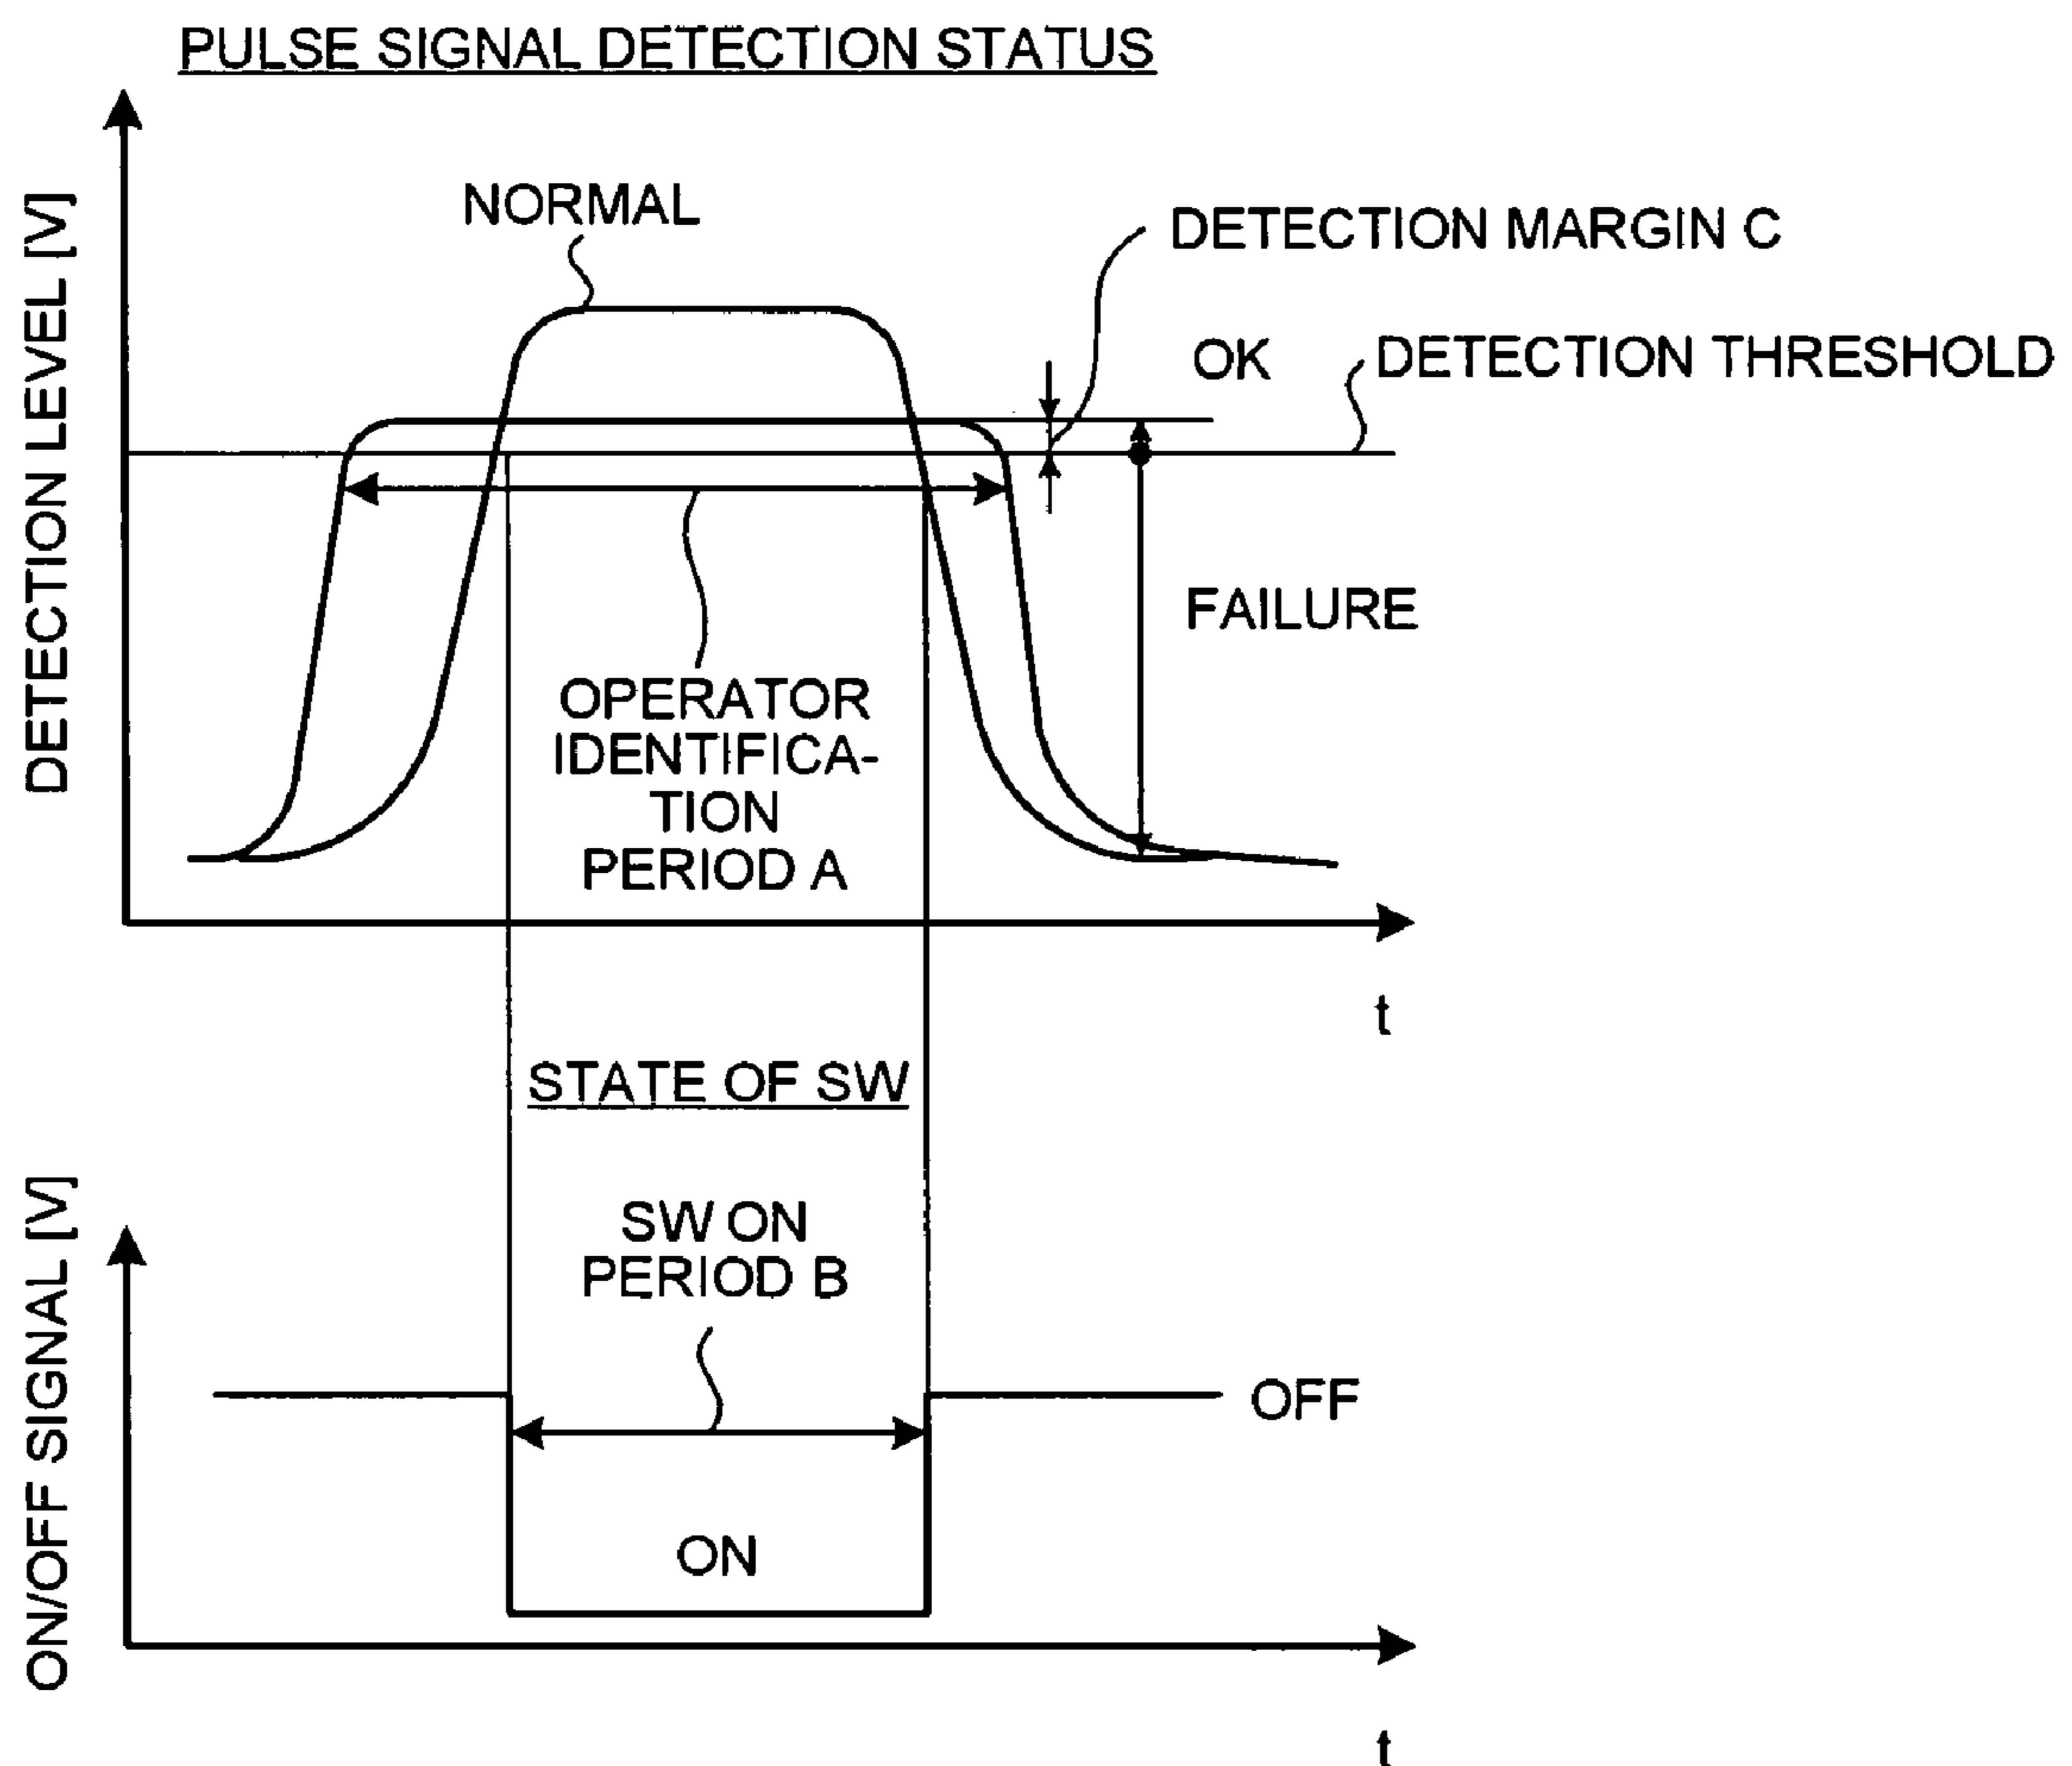 PULSE SIGNAL DETECTION STATUS
DETECTION LEVEL [V]
NORMAL
DETECTION MARGIN C
OK
DETECTION THRESHOLD
FAILURE
OPERATOR
IDENTIFICA-
TION
PERIOD A
t
STATE OF SW
ON/OFF SIGNAL [V]
SW ON
PERIOD B
OFF
ON
t